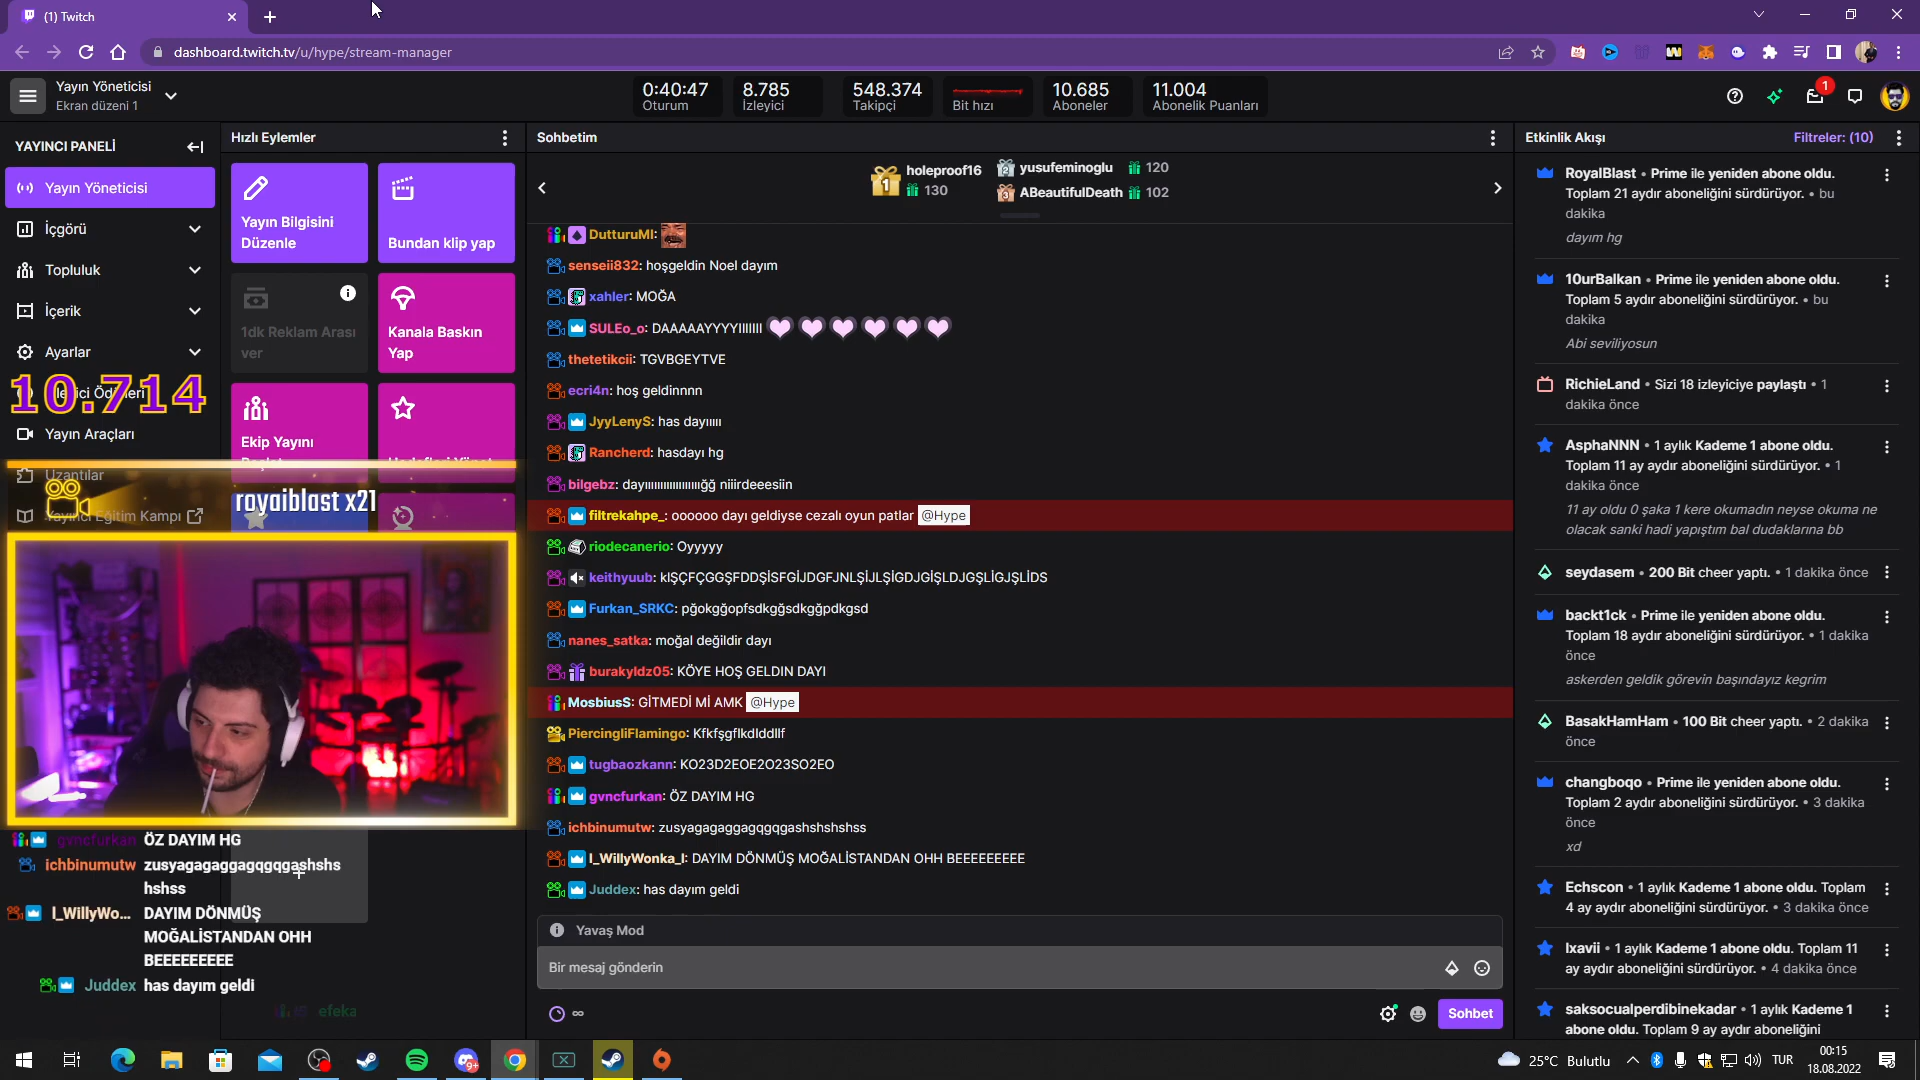 (1) Twitch
dashboard.twitch.tv/u/hype/stream-manager
Yayın Yöneticisi
Ekran düzeni 1
0:40:47
Oturum
8.785
İzleyici
548.374
Takipçi
Bit hızı
10.685
Aboneler
11.004
Abonelik Puanları
1
YAYINCI PANELİ
Yayın Yöneticisi
İçgörü
Topluluk
İçerik
Ayarlar
10.714
Yayın Araçları
Uzantılar
Yayıncı Eğitim Kampı
royalblast x21
Hızlı Eylemler
Yayın Bilgisini
Düzenle
Bundan klip yap
1dk Reklam Arası
ver
Kanala Baskın
Yap
Ekip Yayını
gvncfurkan ÖZ DAYIM HG
ichbinumutw zusyagagaggagqgqgashshs
hshss
l_WillyWo... DAYIM DÖNMÜŞ
MOĞALİSTANDAN OHH
BEEEEEEEEE
Juddex has dayım geldi
efeka
Sohbetim
1 holeproof16
130
2 yusufeminoglu 120
3 ABeautifulDeath 102
DutturuMl:
senseii832: hoşgeldin Noel dayım
xahler: MOĞA
SULEo_o: DAAAAAYYYYIIIIIII
thetetikcii: TGVBGEYTVE
ecri4n: hoş geldinnnn
JyyLenyS: has dayııııı
Rancherd: hasdayı hg
bilgebz: dayıııııııııııııııııığğ niiirdeeesiin
filtrekahpe_: oooooo dayı geldiyse cezalı oyun patlar @Hype
riodecanerio: Oyyyyy
keithyuub: kIŞÇFÇGGŞFDDŞİSFGİJDGFJNLŞİJLŞİGDJGİŞLDJGŞLİGJŞLİDS
Furkan_SRKC: pğokgğopfsdkgğsdkgğpdkgsd
nanes_satka: moğal değildir dayı
burakyldz05: KÖYE HOŞ GELDIN DAYI
MosbiusS: GİTMEDİ Mİ AMK @Hype
PiercingliFlamingo: Kfkfşgflkdlddllf
tugbaozkann: KO23D2EOE2O23SO2EO
gvncfurkan: ÖZ DAYIM HG
ichbinumutw: zusyagagaggagqgqgashshshshss
l_WillyWonka_l: DAYIM DÖNMÜŞ MOĞALİSTANDAN OHH BEEEEEEEEE
Juddex: has dayım geldi
Yavaş Mod
Bir mesaj gönderin
∞
Sohbet
Etkinlik Akışı
Filtreler: (10)
RoyalBlast • Prime ile yeniden abone oldu.
Toplam 21 aydır aboneliğini sürdürüyor. • bu
dakika
dayım hg
10urBalkan • Prime ile yeniden abone oldu.
Toplam 5 aydır aboneliğini sürdürüyor. • bu
dakika
Abi seviliyosun
RichieLand • Sizi 18 izleyiciye paylaştı • 1
dakika önce
AsphaNNN • 1 aylık Kademe 1 abone oldu.
Toplam 11 ay aydır aboneliğini sürdürüyor. • 1
dakika önce
11 ay oldu 0 şaka 1 kere okumadın neyse okuma ne
olacak sanki hadi yapıştım bal dudaklarına bb
seydasem • 200 Bit cheer yaptı. • 1 dakika önce
backt1ck • Prime ile yeniden abone oldu.
Toplam 18 aydır aboneliğini sürdürüyor. • 1 dakika
önce
askerden geldik görevin başındayız kegrim
BasakHamHam • 100 Bit cheer yaptı. • 2 dakika
önce
changboqo • Prime ile yeniden abone oldu.
Toplam 2 aydır aboneliğini sürdürüyor. • 3 dakika
önce
xd
Echscon • 1 aylık Kademe 1 abone oldu. Toplam
4 ay aydır aboneliğini sürdürüyor. • 3 dakika önce
Ixavii • 1 aylık Kademe 1 abone oldu. Toplam 11
ay aydır aboneliğini sürdürüyor. • 4 dakika önce
saksocualperdibinekadar • 1 aylık Kademe 1
abone oldu. Toplam 9 ay aydır aboneliğini
25°C Bulutlu
TUR
00:15
18.08.2022